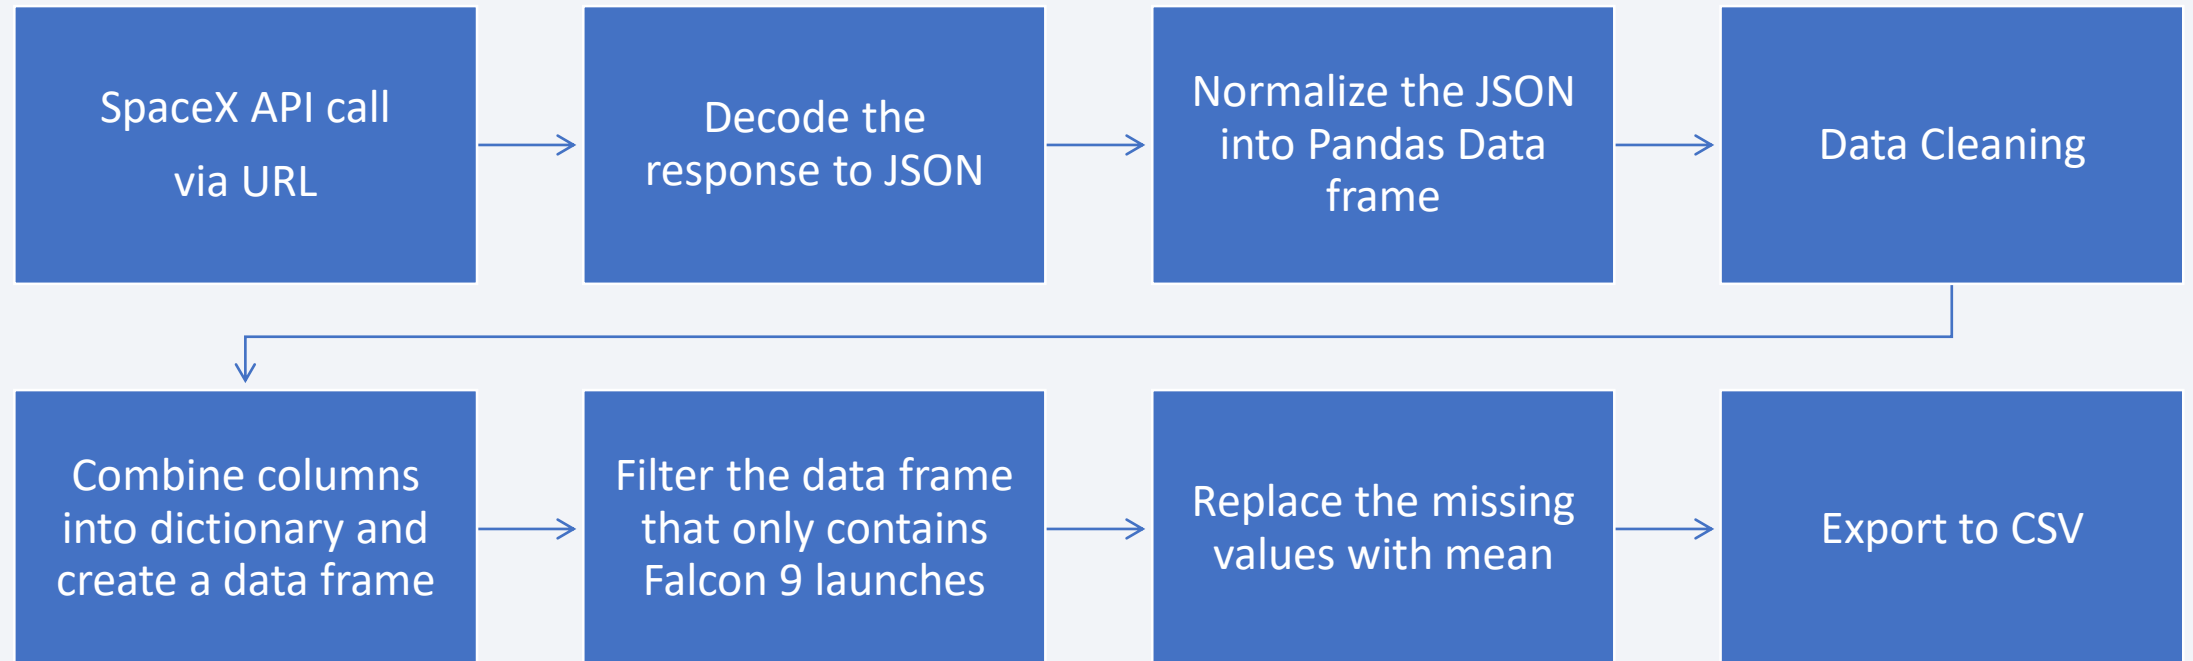 SpaceX API call
via URL
Decode the
response to JSON
Normalize the JSON
into Pandas Data
frame
Data Cleaning
Combine columns
into dictionary and
create a data frame
Filter the data frame
that only contains
Falcon 9 launches
Replace the missing
values with mean
Export to CSV